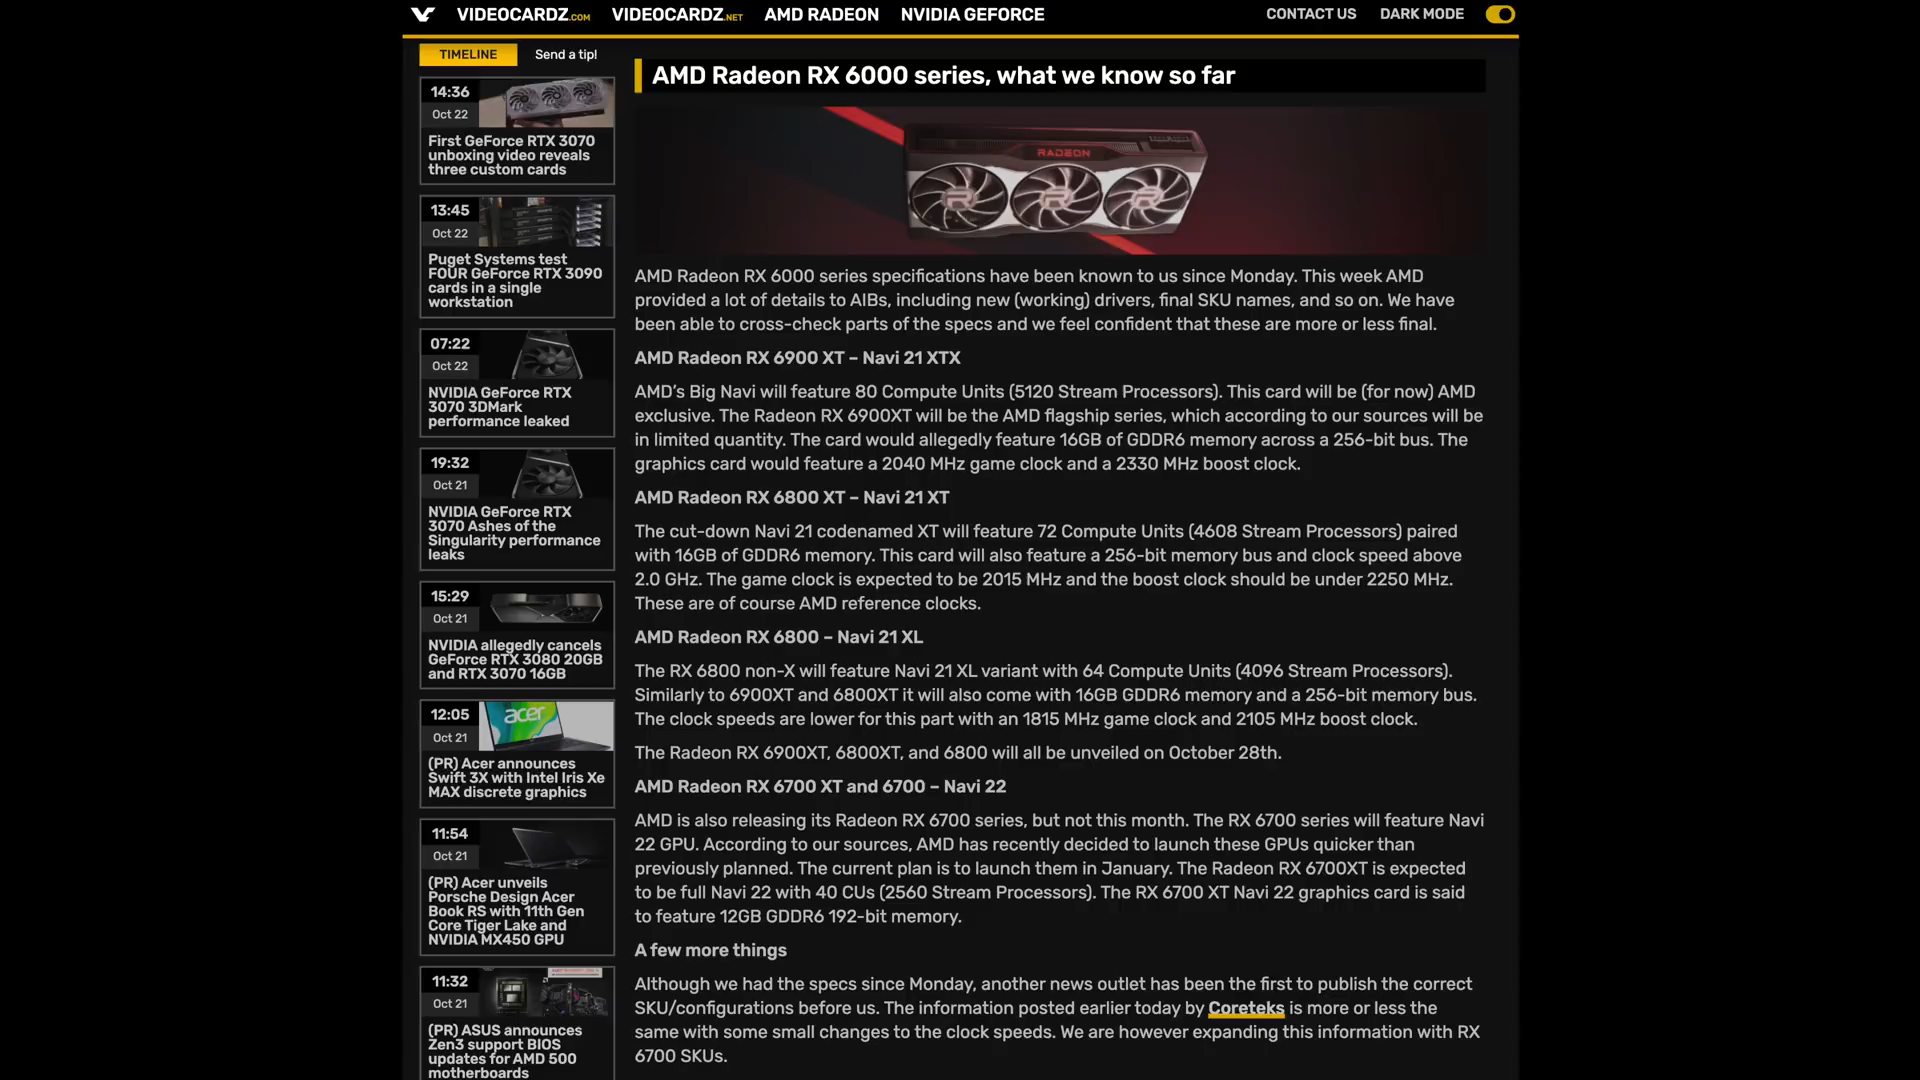 VIDEOCARDZ.COM VIDEOCARDZ.NET AMD RADEON NVIDIA GEFORCE CONTACT US DARK MODE
TIMELINE Send a tip!
14:36
Oct 22
First GeForce RTX 3070
unboxing video reveals
three custom cards
13:45
Oct 22
Puget Systems test
FOUR GeForce RTX 3090
cards in a single
workstation
07:22
Oct 22
NVIDIA GeForce RTX
3070 3DMark
performance leaked
19:32
Oct 21
NVIDIA GeForce RTX
3070 Ashes of the
Singularity performance
leaks
15:29
Oct 21
NVIDIA allegedly cancels
GeForce RTX 3080 20GB
and RTX 3070 16GB
12:05
Oct 21
acer
(PR) Acer announces
Swift 3X with Intel Iris Xe
MAX discrete graphics
11:54
Oct 21
(PR) Acer unveils
Porsche Design Acer
Book RS with 11th Gen
Core Tiger Lake and
NVIDIA MX450 GPU
11:32
Oct 21
(PR) ASUS announces
Zen3 support BIOS
updates for AMD 500
motherboards
AMD Radeon RX 6000 series, what we know so far
RADEON
AMD Radeon RX 6000 series specifications have been known to us since Monday. This week AMD
provided a lot of details to AIBs, including new (working) drivers, final SKU names, and so on. We have
been able to cross-check parts of the specs and we feel confident that these are more or less final.
AMD Radeon RX 6900 XT – Navi 21 XTX
AMD's Big Navi will feature 80 Compute Units (5120 Stream Processors). This card will be (for now) AMD
exclusive. The Radeon RX 6900XT will be the AMD flagship series, which according to our sources will be
in limited quantity. The card would allegedly feature 16GB of GDDR6 memory across a 256-bit bus. The
graphics card would feature a 2040 MHz game clock and a 2330 MHz boost clock.
AMD Radeon RX 6800 XT – Navi 21 XT
The cut-down Navi 21 codenamed XT will feature 72 Compute Units (4608 Stream Processors) paired
with 16GB of GDDR6 memory. This card will also feature a 256-bit memory bus and clock speed above
2.0 GHz. The game clock is expected to be 2015 MHz and the boost clock should be under 2250 MHz.
These are of course AMD reference clocks.
AMD Radeon RX 6800 – Navi 21 XL
The RX 6800 non-X will feature Navi 21 XL variant with 64 Compute Units (4096 Stream Processors).
Similarly to 6900XT and 6800XT it will also come with 16GB GDDR6 memory and a 256-bit memory bus.
The clock speeds are lower for this part with an 1815 MHz game clock and 2105 MHz boost clock.
The Radeon RX 6900XT, 6800XT, and 6800 will all be unveiled on October 28th.
AMD Radeon RX 6700 XT and 6700 – Navi 22
AMD is also releasing its Radeon RX 6700 series, but not this month. The RX 6700 series will feature Navi
22 GPU. According to our sources, AMD has recently decided to launch these GPUs quicker than
previously planned. The current plan is to launch them in January. The Radeon RX 6700XT is expected
to be full Navi 22 with 40 CUs (2560 Stream Processors). The RX 6700 XT Navi 22 graphics card is said
to feature 12GB GDDR6 192-bit memory.
A few more things
Although we had the specs since Monday, another news outlet has been the first to publish the correct
SKU/configurations before us. The information posted earlier today by Coreteks is more or less the
same with some small changes to the clock speeds. We are however expanding this information with RX
6700 SKUs.